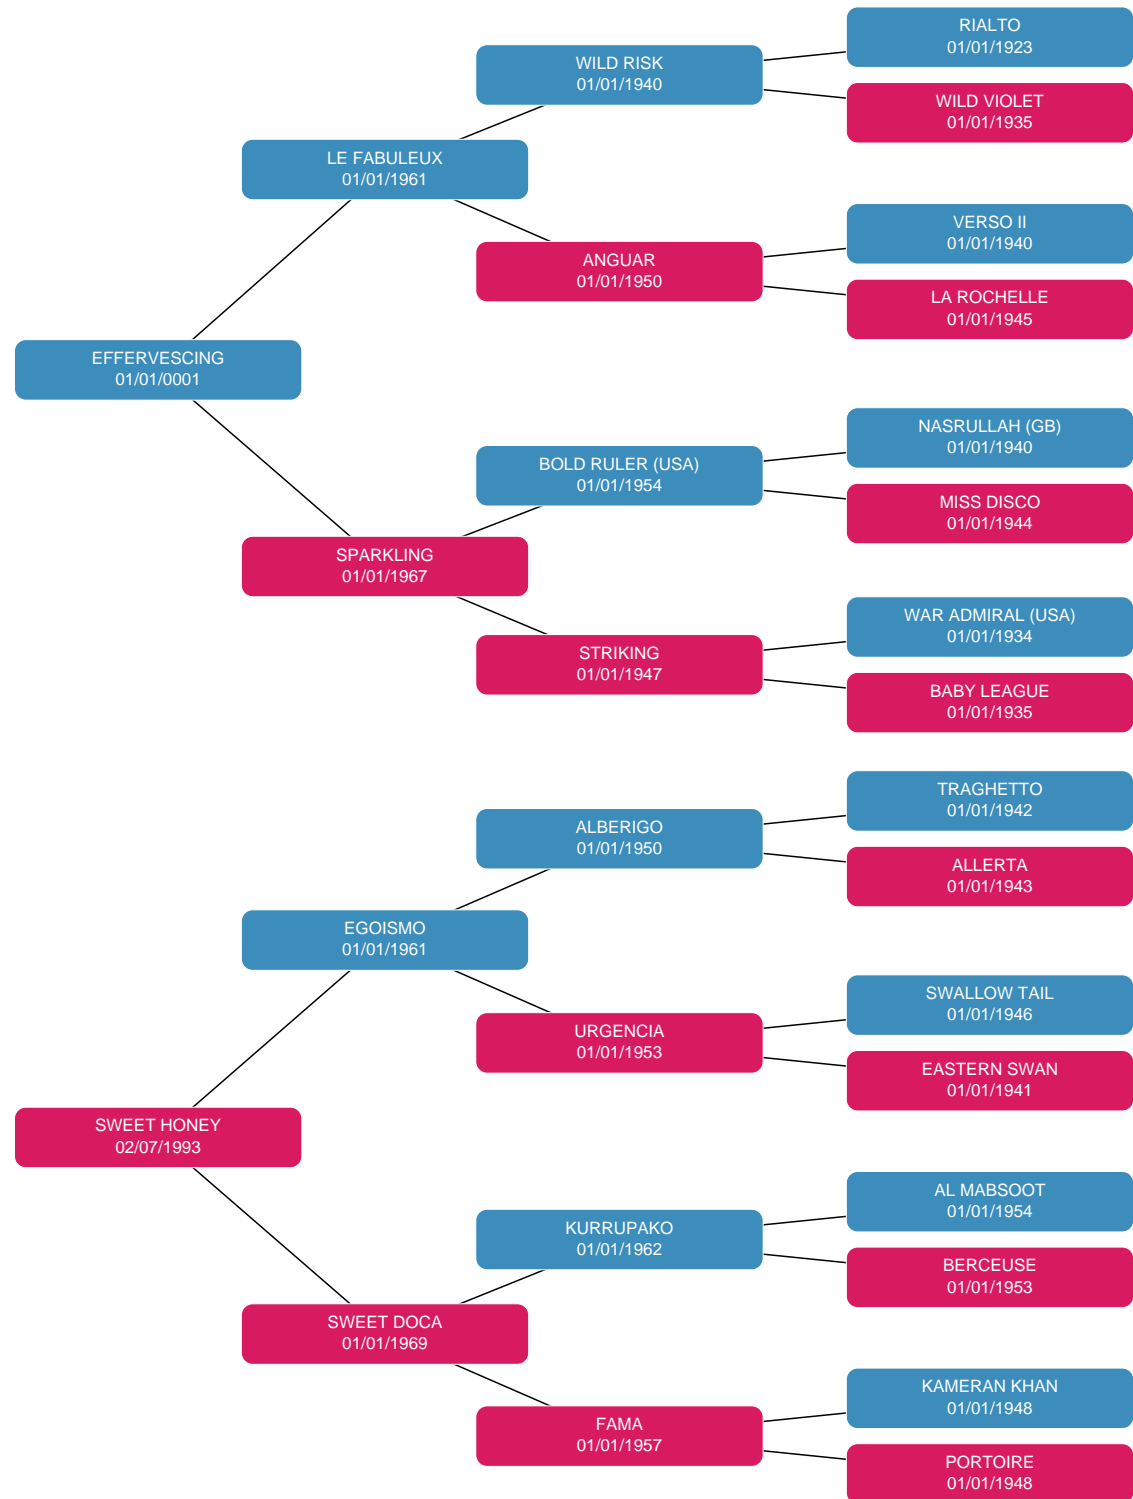 RIALTO
01/01/1923
WILD RISK
01/01/1940
WILD VIOLET
01/01/1935
LE FABULEUX
01/01/1961
VERSO II
01/01/1940
ANGUAR
01/01/1950
LA ROCHELLE
01/01/1945
EFFERVESCING
01/01/0001
NASRULLAH (GB)
01/01/1940
BOLD RULER (USA)
01/01/1954
MISS DISCO
01/01/1944
SPARKLING
01/01/1967
WAR ADMIRAL (USA)
01/01/1934
STRIKING
01/01/1947
BABY LEAGUE
01/01/1935
TRAGHETTO
01/01/1942
ALBERIGO
01/01/1950
ALLERTA
01/01/1943
EGOISMO
01/01/1961
SWALLOW TAIL
01/01/1946
URGENCIA
01/01/1953
EASTERN SWAN
01/01/1941
SWEET HONEY
02/07/1993
AL MABSOOT
01/01/1954
KURRUPAKO
01/01/1962
BERCEUSE
01/01/1953
SWEET DOCA
01/01/1969
KAMERAN KHAN
01/01/1948
FAMA
01/01/1957
PORTOIRE
01/01/1948